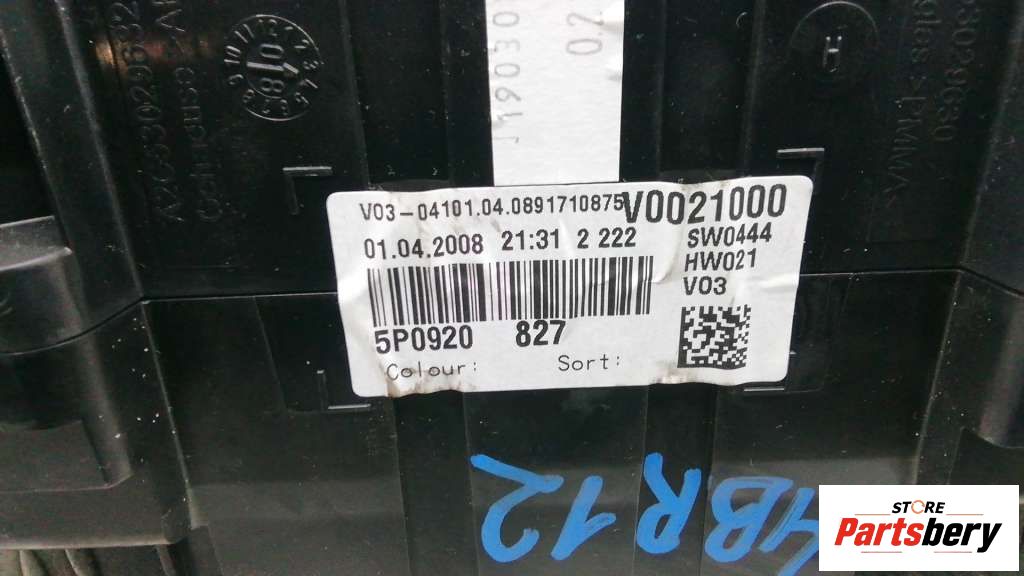 V03-04101.04.0891710875
V0021000
01.04.2008 21:31 2 222
SW0444
HW021
V03
5P0920 827
Colour: Sort:
4BR12
STORE
Partsbery